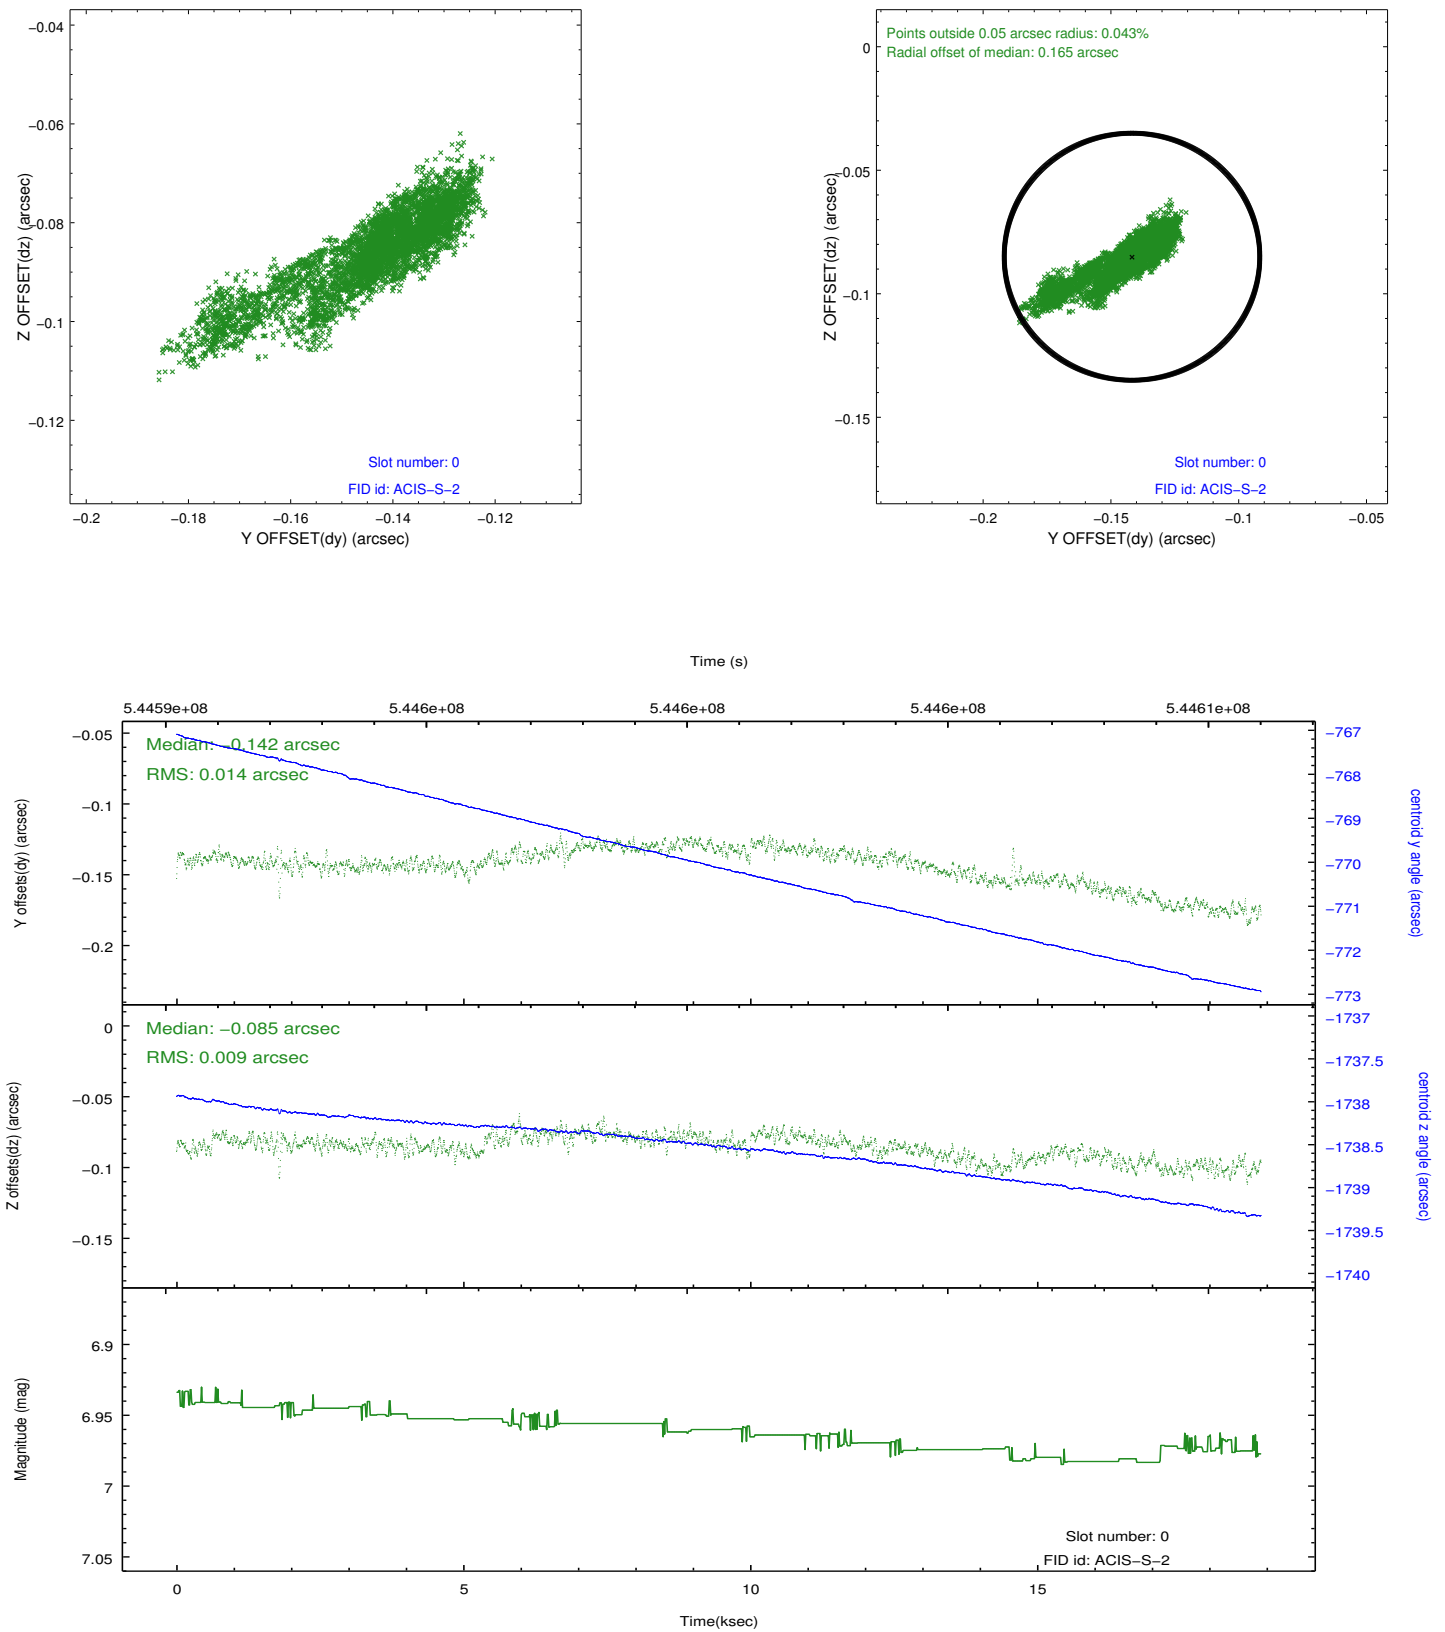 −0.04
−0.06
−0.08
−0.1
−0.12
Z OFFSET(dz) (arcsec)
Slot number: 0
FID id: ACIS−S−2
−0.2
−0.18
−0.16
−0.14
−0.12
Y OFFSET(dy) (arcsec)
Points outside 0.05 arcsec radius: 0.043%
Radial offset of median: 0.165 arcsec
0
−0.05
−0.1
−0.15
Z OFFSET(dz) (arcsec)
Slot number: 0
FID id: ACIS−S−2
−0.2
−0.15
−0.1
−0.05
Y OFFSET(dy) (arcsec)
Time (s)
5.4459e+08
5.446e+08
5.446e+08
5.446e+08
5.4461e+08
−0.05
−0.1
−0.15
−0.2
Y offsets(dy) (arcsec)
Median: −0.142 arcsec
RMS: 0.014 arcsec
−767
−768
−769
−770
−771
−772
−773
centroid y angle (arcsec)
0
−0.05
−0.1
−0.15
Z offsets(dz) (arcsec)
Median: −0.085 arcsec
RMS: 0.009 arcsec
−1737
−1737.5
−1738
−1738.5
−1739
−1739.5
−1740
centroid z angle (arcsec)
6.9
6.95
7
7.05
Magnitude (mag)
Slot number: 0
FID id: ACIS−S−2
0
5
10
15
Time(ksec)